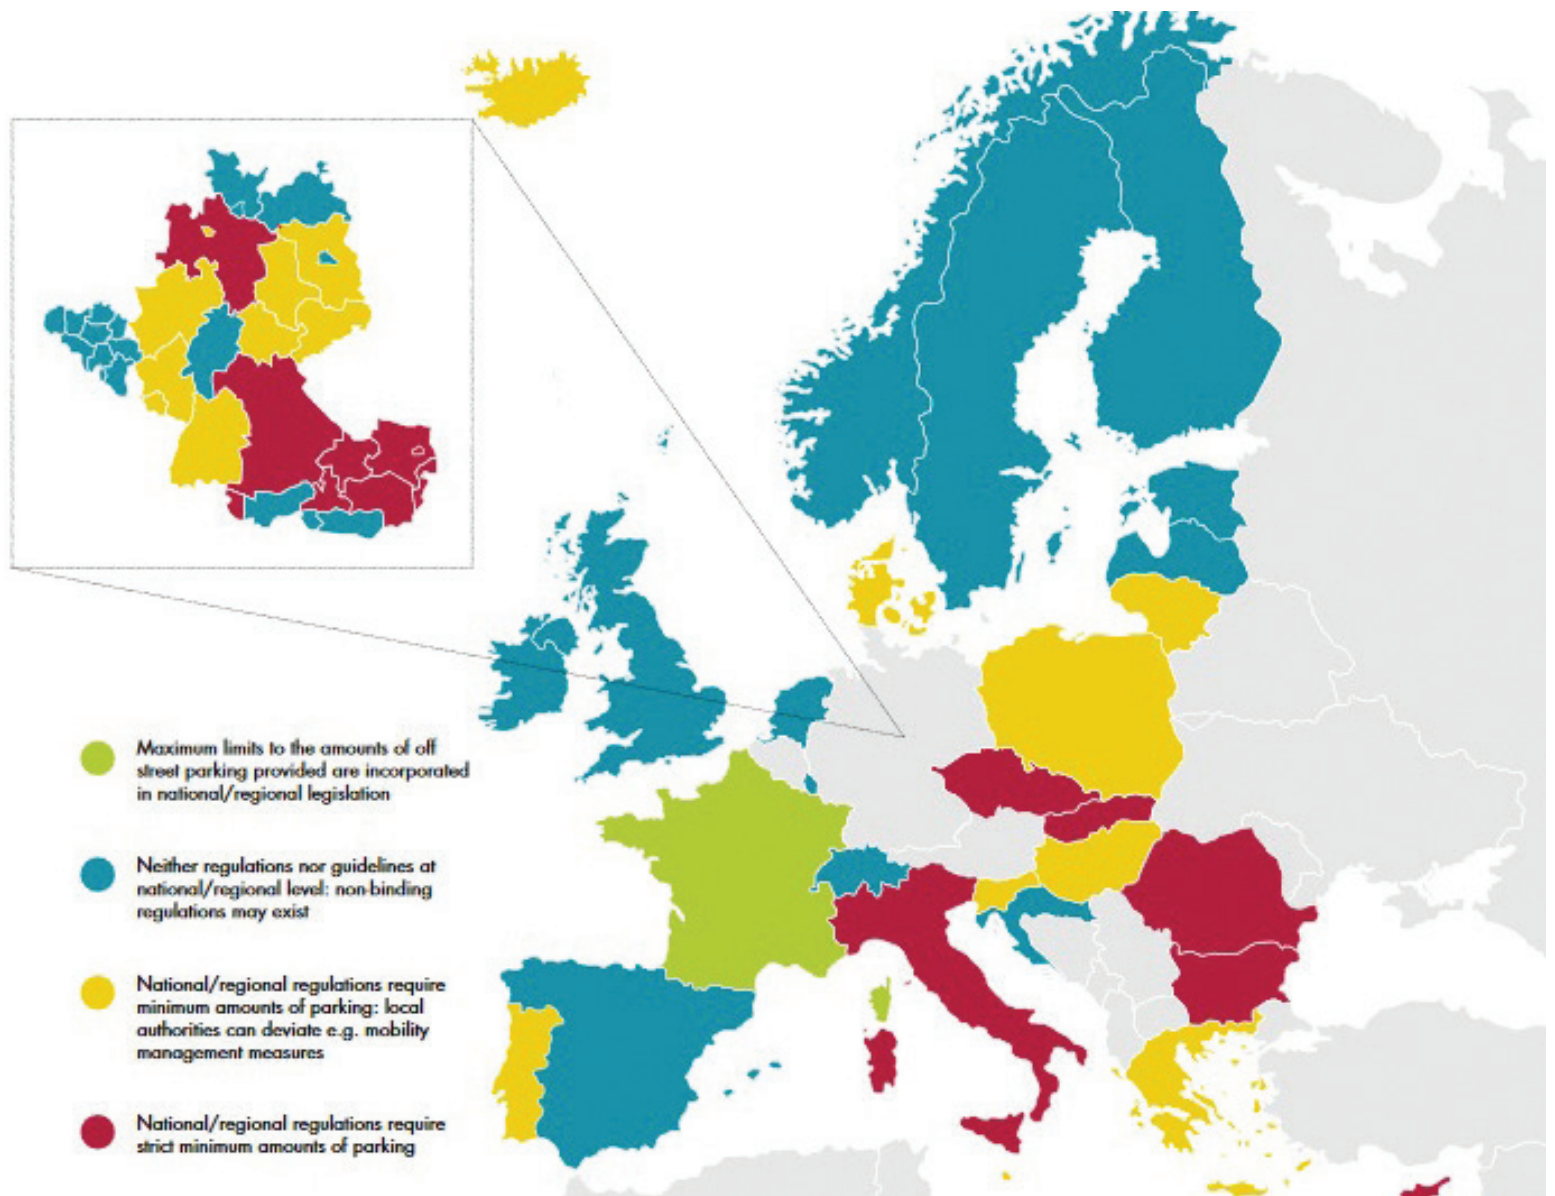 Maximum limits to the amounts of off
street parking provided are incorporated
in national/regional legislation
Neither regulations nor guidelines at
national/regional level: non-binding
regulations may exist
National/regional regulations require
minimum amounts of parking: local
authorities can deviate e.g. mobility
management measures
National/regional regulations require
strict minimum amounts of parking